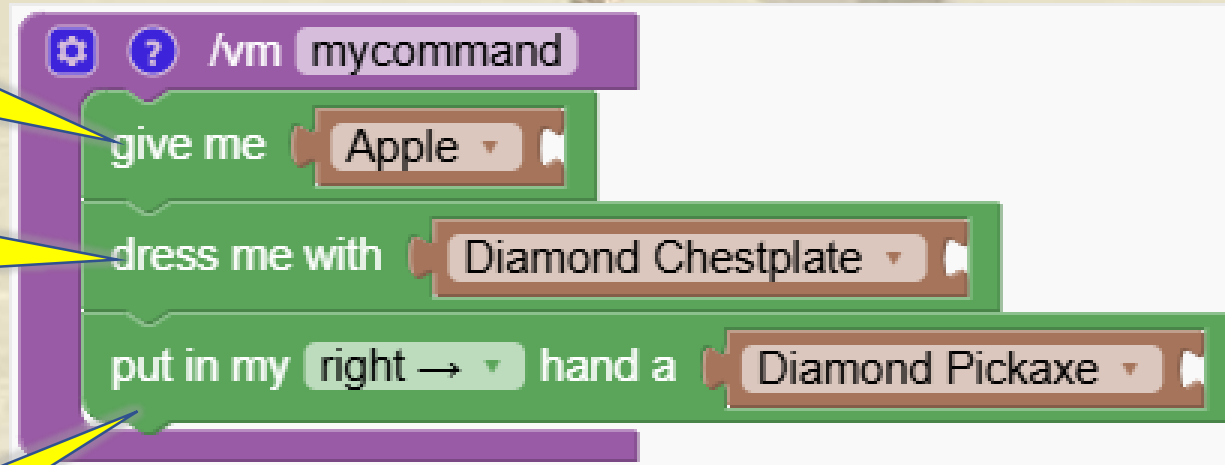 ? /vm mycommand
give me Apple
dress me with Diamond Chestplate
put in my right → hand a Diamond Pickaxe